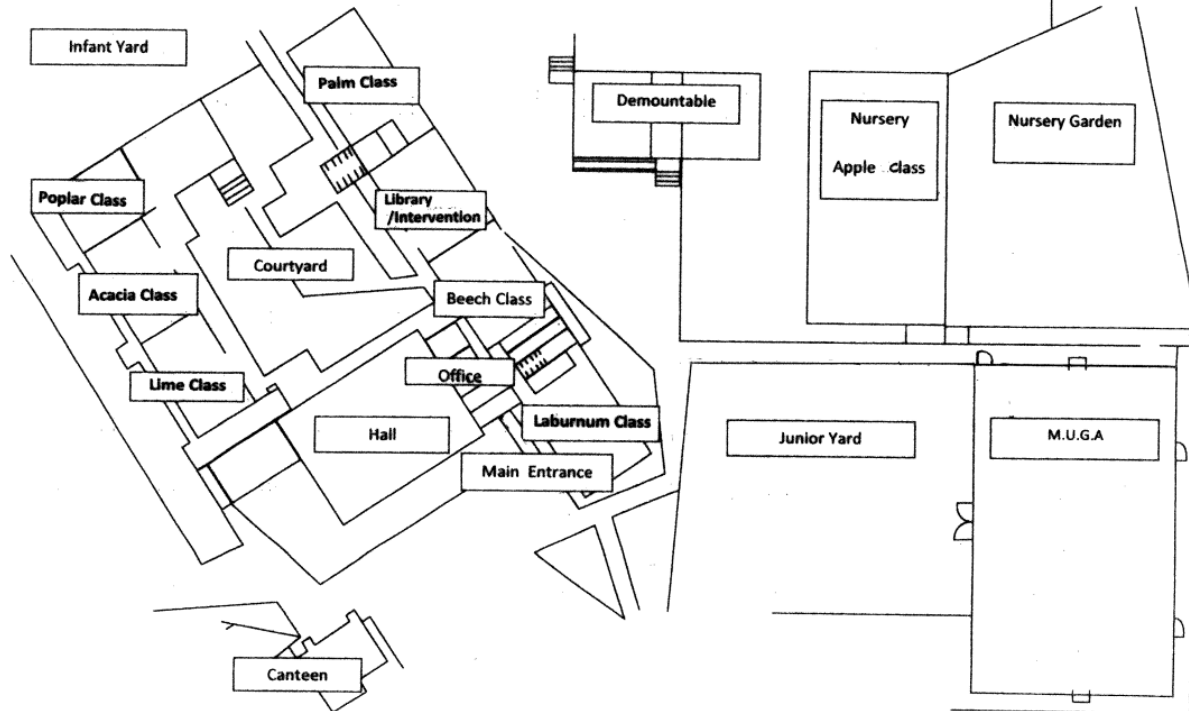 Infant Yard
Palm Class
Demountable
Nursery
Apple Class
Nursery Garden
Poplar Class
Library
/Intervention
Courtyard
Acacia Class
Beech Class
Lime Class
Office
Hall
Laburnum Class
Main Entrance
Junior Yard
M.U.G.A
Canteen